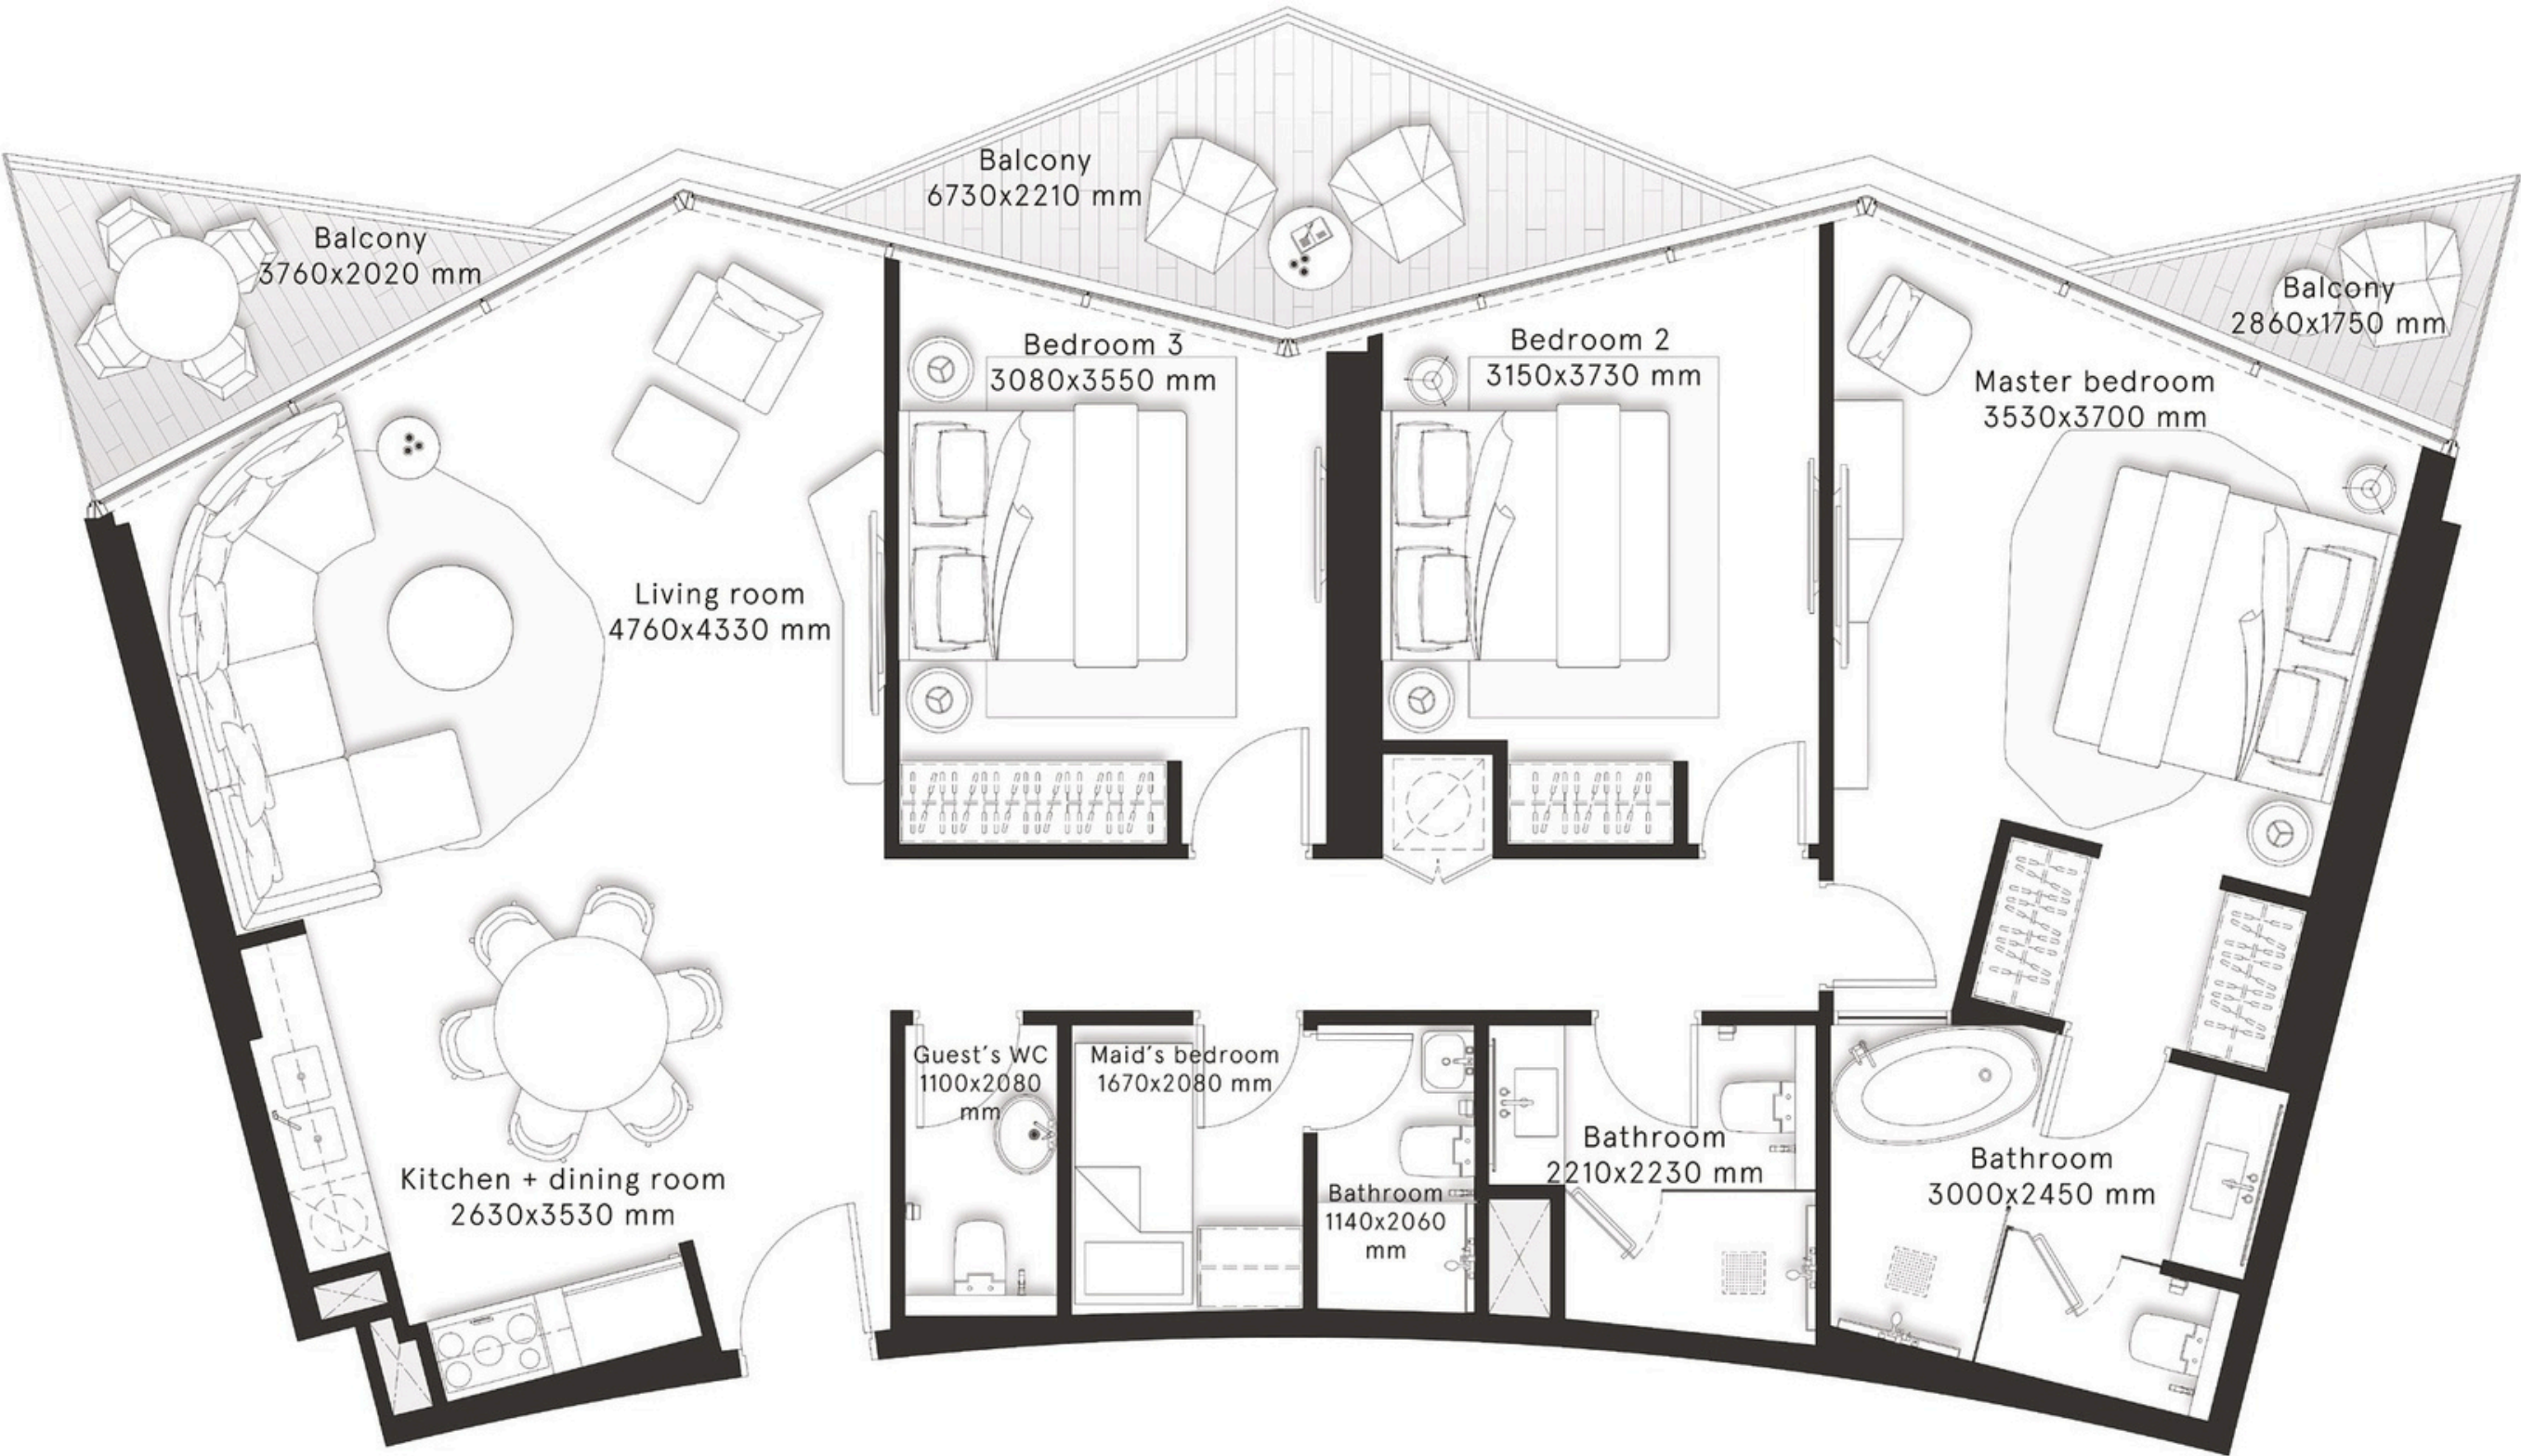 Balcony
6730x2210 mm
Balcony
3760x2020 mm
Balcony
2860x1750 mm
Bedroom 3
3080x3550 mm
Bedroom 2
3150x3730 mm
Master bedroom
3530x3700 mm
Living room
4760x4330 mm
Guest's WC
1100x2080
mm
Maid's bedroom
1670x2080 mm
Bathroom
2210x2230 mm
Bathroom
3000x2450 mm
Kitchen + dining room
2630x3530 mm
Bathroom
1140x2060
mm